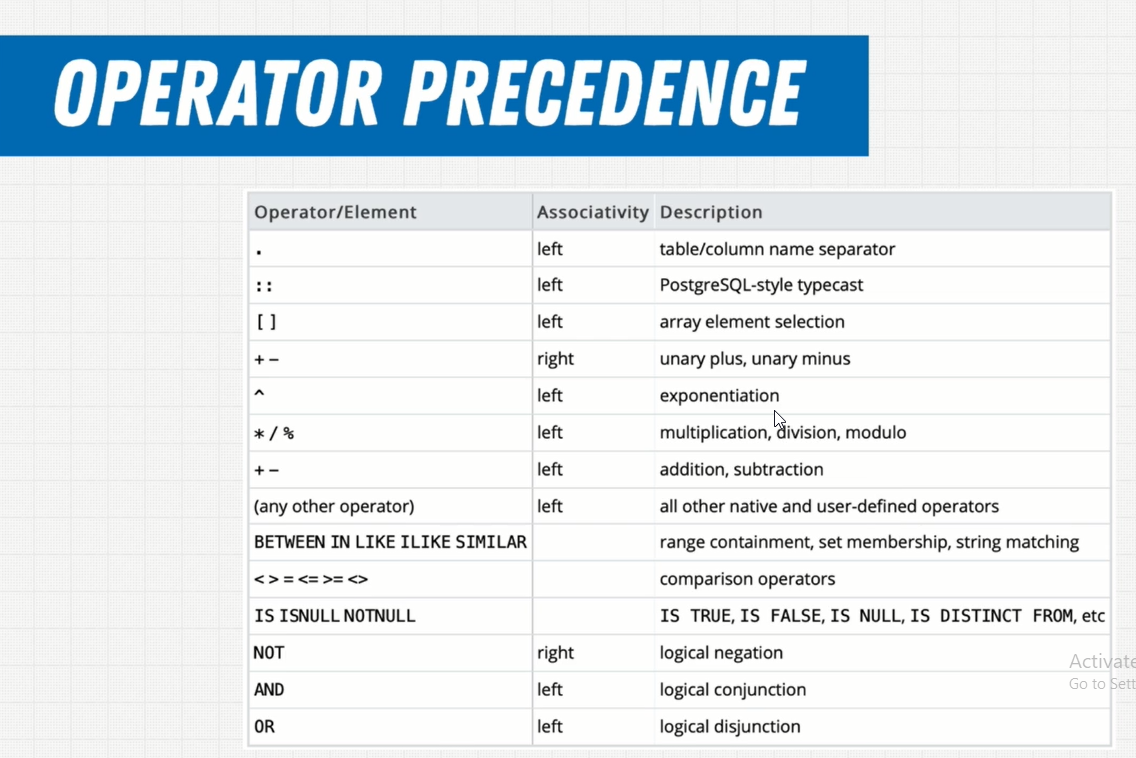 OPERATOR PRECEDENCE
Operator/Element Associativity Description
. left table/column name separator
:: left PostgreSQL-style typecast
[ ] left array element selection
+ – right unary plus, unary minus
^ left exponentiation
* / % left multiplication, division, modulo
+ – left addition, subtraction
(any other operator) left all other native and user-defined operators
BETWEEN IN LIKE ILIKE SIMILAR range containment, set membership, string matching
< > = <= >= <> comparison operators
IS ISNULL NOTNULL IS TRUE, IS FALSE, IS NULL, IS DISTINCT FROM, etc
NOT right logical negation
AND left logical conjunction
OR left logical disjunction
Activate
Go to Sett